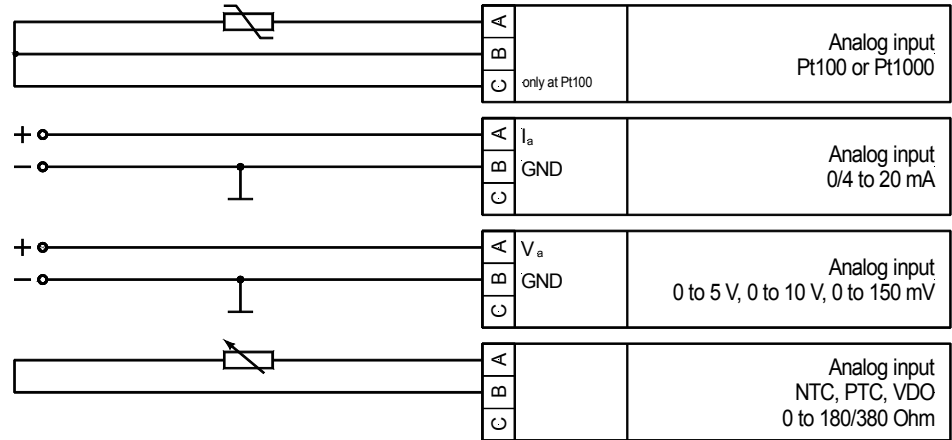 A
B
C
only at Pt100
Analog input
Pt100 or Pt1000
+
−
A
B
C
Ia
GND
Analog input
0/4 to 20 mA
+
−
A
B
C
Va
GND
Analog input
0 to 5 V, 0 to 10 V, 0 to 150 mV
A
B
C
Analog input
NTC, PTC, VDO
0 to 180/380 Ohm